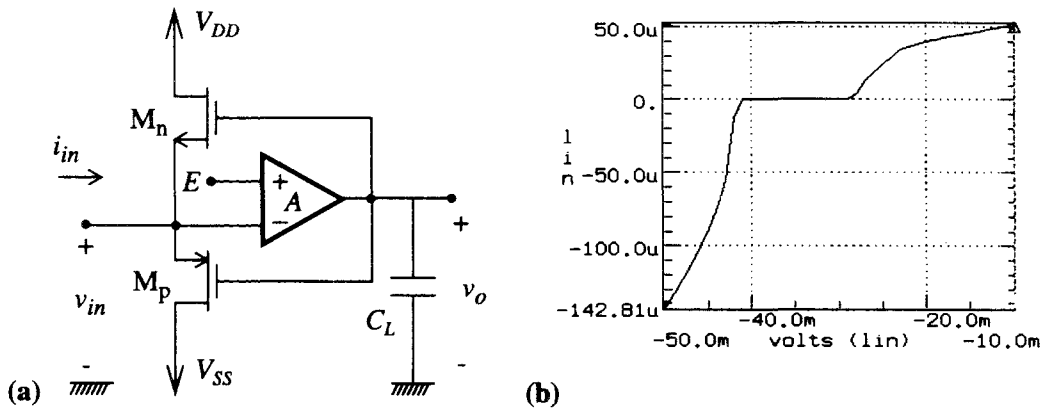 V_DD
M_n
i_in
E
+
A
−
+
+
M_p
v_in
C_L
v_o
-
-
V_SS
(a)
50.0u
0.
l
i
n
-50.0u
-100.0u
-142.81u
-40.0m
-20.0m
-50.0m
volts (lin)
-10.0m
(b)